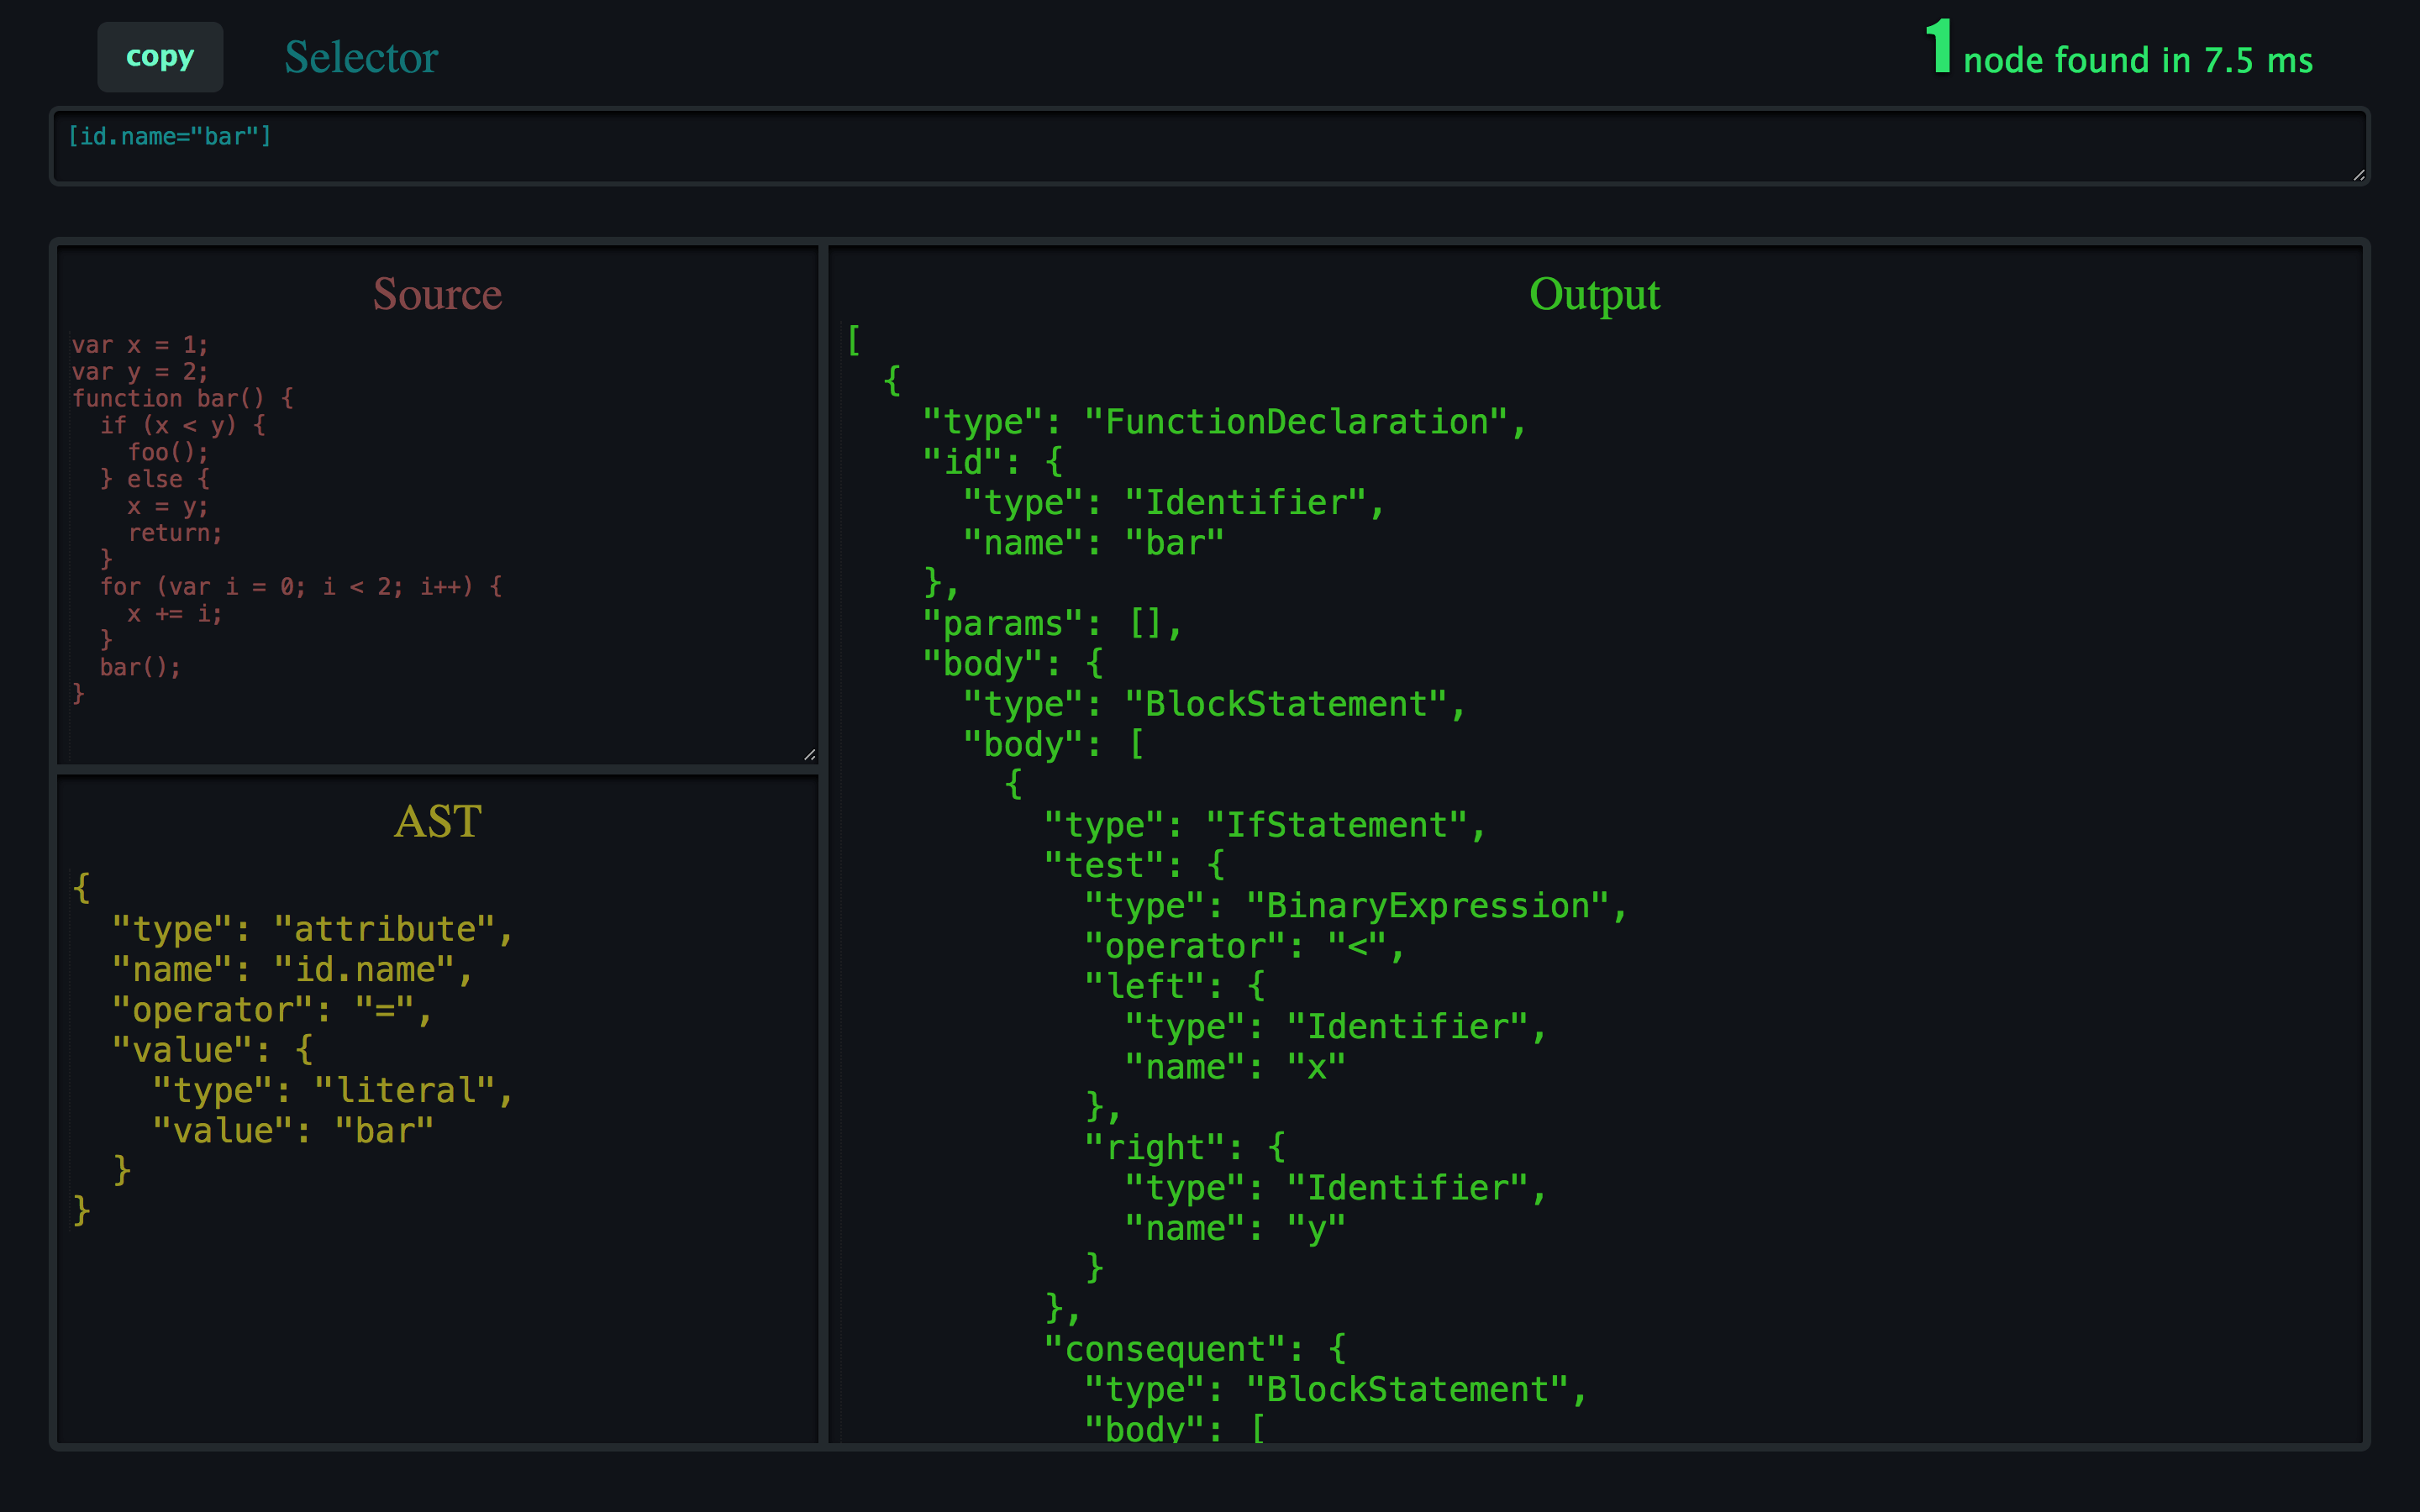 copy
Selector
1 node found in 7.5 ms
[id.name="bar"]
Source
var x = 1;
var y = 2;
function bar() {
  if (x < y) {
    foo();
  } else {
    x = y;
    return;
  }
  for (var i = 0; i < 2; i++) {
    x += i;
  }
  bar();
}
AST
{
  "type": "attribute",
  "name": "id.name",
  "operator": "=",
  "value": {
    "type": "literal",
    "value": "bar"
  }
}
Output
[
  {
    "type": "FunctionDeclaration",
    "id": {
      "type": "Identifier",
      "name": "bar"
    },
    "params": [],
    "body": {
      "type": "BlockStatement",
      "body": [
        {
          "type": "IfStatement",
          "test": {
            "type": "BinaryExpression",
            "operator": "<",
            "left": {
              "type": "Identifier",
              "name": "x"
            },
            "right": {
              "type": "Identifier",
              "name": "y"
            }
          },
          "consequent": {
            "type": "BlockStatement",
            "body": [